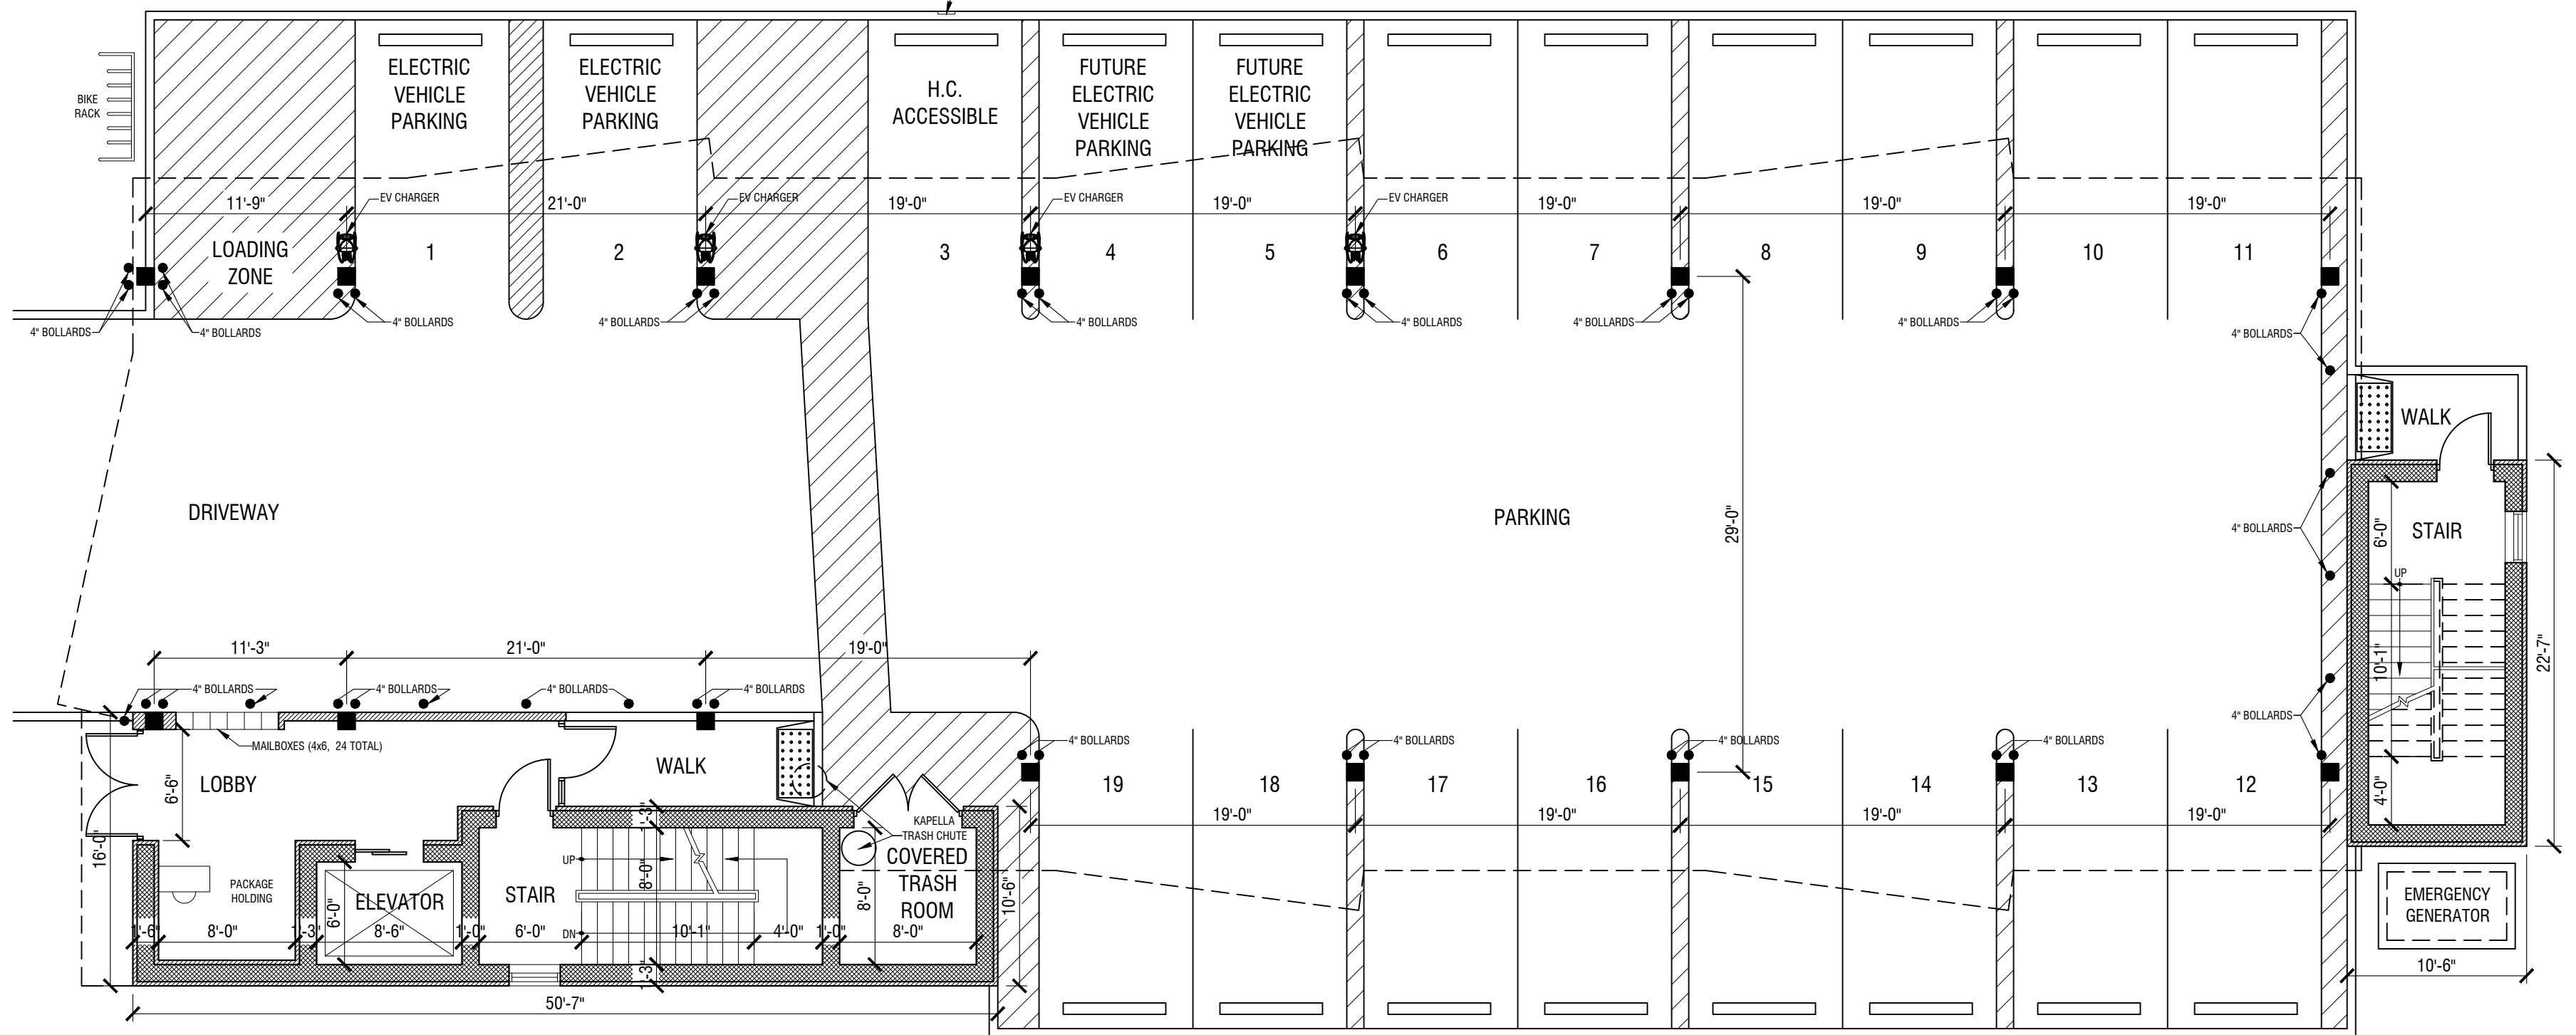 ELECTRIC
VEHICLE
PARKING
ELECTRIC
VEHICLE
PARKING
H.C.
ACCESSIBLE
FUTURE
ELECTRIC
VEHICLE
PARKING
FUTURE
ELECTRIC
VEHICLE
PARKING
BIKE
RACK
11'-9"
21'-0"
19'-0"
19'-0"
19'-0"
19'-0"
19'-0"
EV CHARGER
EV CHARGER
EV CHARGER
EV CHARGER
LOADING
ZONE
1
2
3
4
5
6
7
8
9
10
11
4" BOLLARDS
4" BOLLARDS
4" BOLLARDS
4" BOLLARDS
4" BOLLARDS
4" BOLLARDS
4" BOLLARDS
4" BOLLARDS
4" BOLLARDS
WALK
DRIVEWAY
PARKING
29'-0"
4" BOLLARDS
STAIR
6'-0"
UP
10'-1"
4'-0"
22'-7"
11'-3"
21'-0"
19'-0"
4" BOLLARDS
4" BOLLARDS
4" BOLLARDS
4" BOLLARDS
4" BOLLARDS
MAILBOXES (4x6, 24 TOTAL)
4" BOLLARDS
4" BOLLARDS
4" BOLLARDS
4" BOLLARDS
LOBBY
6'-6"
16'-0"
WALK
19
18
17
16
15
14
13
12
19'-0"
19'-0"
19'-0"
19'-0"
KAPELLA
TRASH CHUTE
COVERED
TRASH
ROOM
8'-0"
10'-6"
PACKAGE
HOLDING
ELEVATOR
6'-0"
STAIR
UP
DN
1'-3"
8'-0"
1'-3"
1'-6"
8'-0"
1'-3"
8'-6"
1'-0"
6'-0"
10'-1"
4'-0"
1'-0"
8'-0"
50'-7"
EMERGENCY
GENERATOR
10'-6"